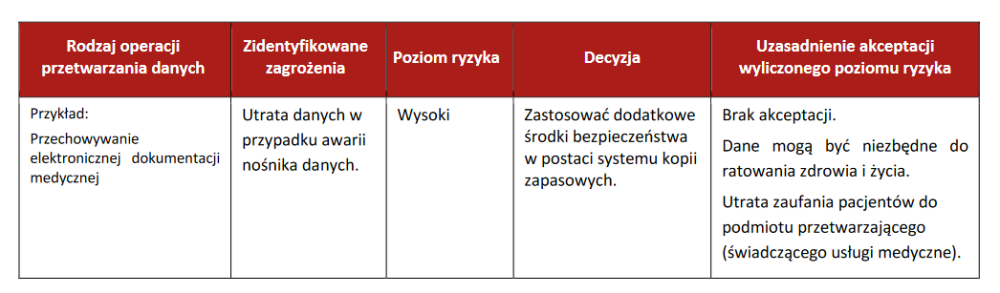 Rodzaj operacji
przetwarzania danych
Zidentyfikowane
zagrożenia
Poziom ryzyka
Decyzja
Uzasadnienie akceptacji
wyliczonego poziomu ryzyka
Przykład:
Przechowywanie
elektronicznej dokumentacji
medycznej
Utrata danych w
przypadku awarii
nośnika danych.
Wysoki
Zastosować dodatkowe
środki bezpieczeństwa
w postaci systemu kopii
zapasowych.
Brak akceptacji.
Dane mogą być niezbędne do
ratowania zdrowia i życia.
Utrata zaufania pacjentów do
podmiotu przetwarzającego
(świadczącego usługi medyczne).